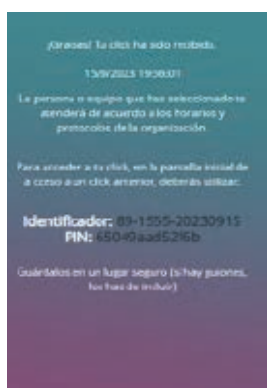 ¡Gracias! Tu click ha sido recibido.
15/9/2023 19:56:01
La persona o equipo que has seleccionado te
atenderá de acuerdo a los horarios y
protocolos de la organización.
Para acceder a tu click, en la pantalla inicial de
acceso a un click anterior, deberás utilizar:
Identificador: 89-1555-20230915
PIN:
Guárdalos en un lugar seguro (si hay guiones,
los has de incluir)